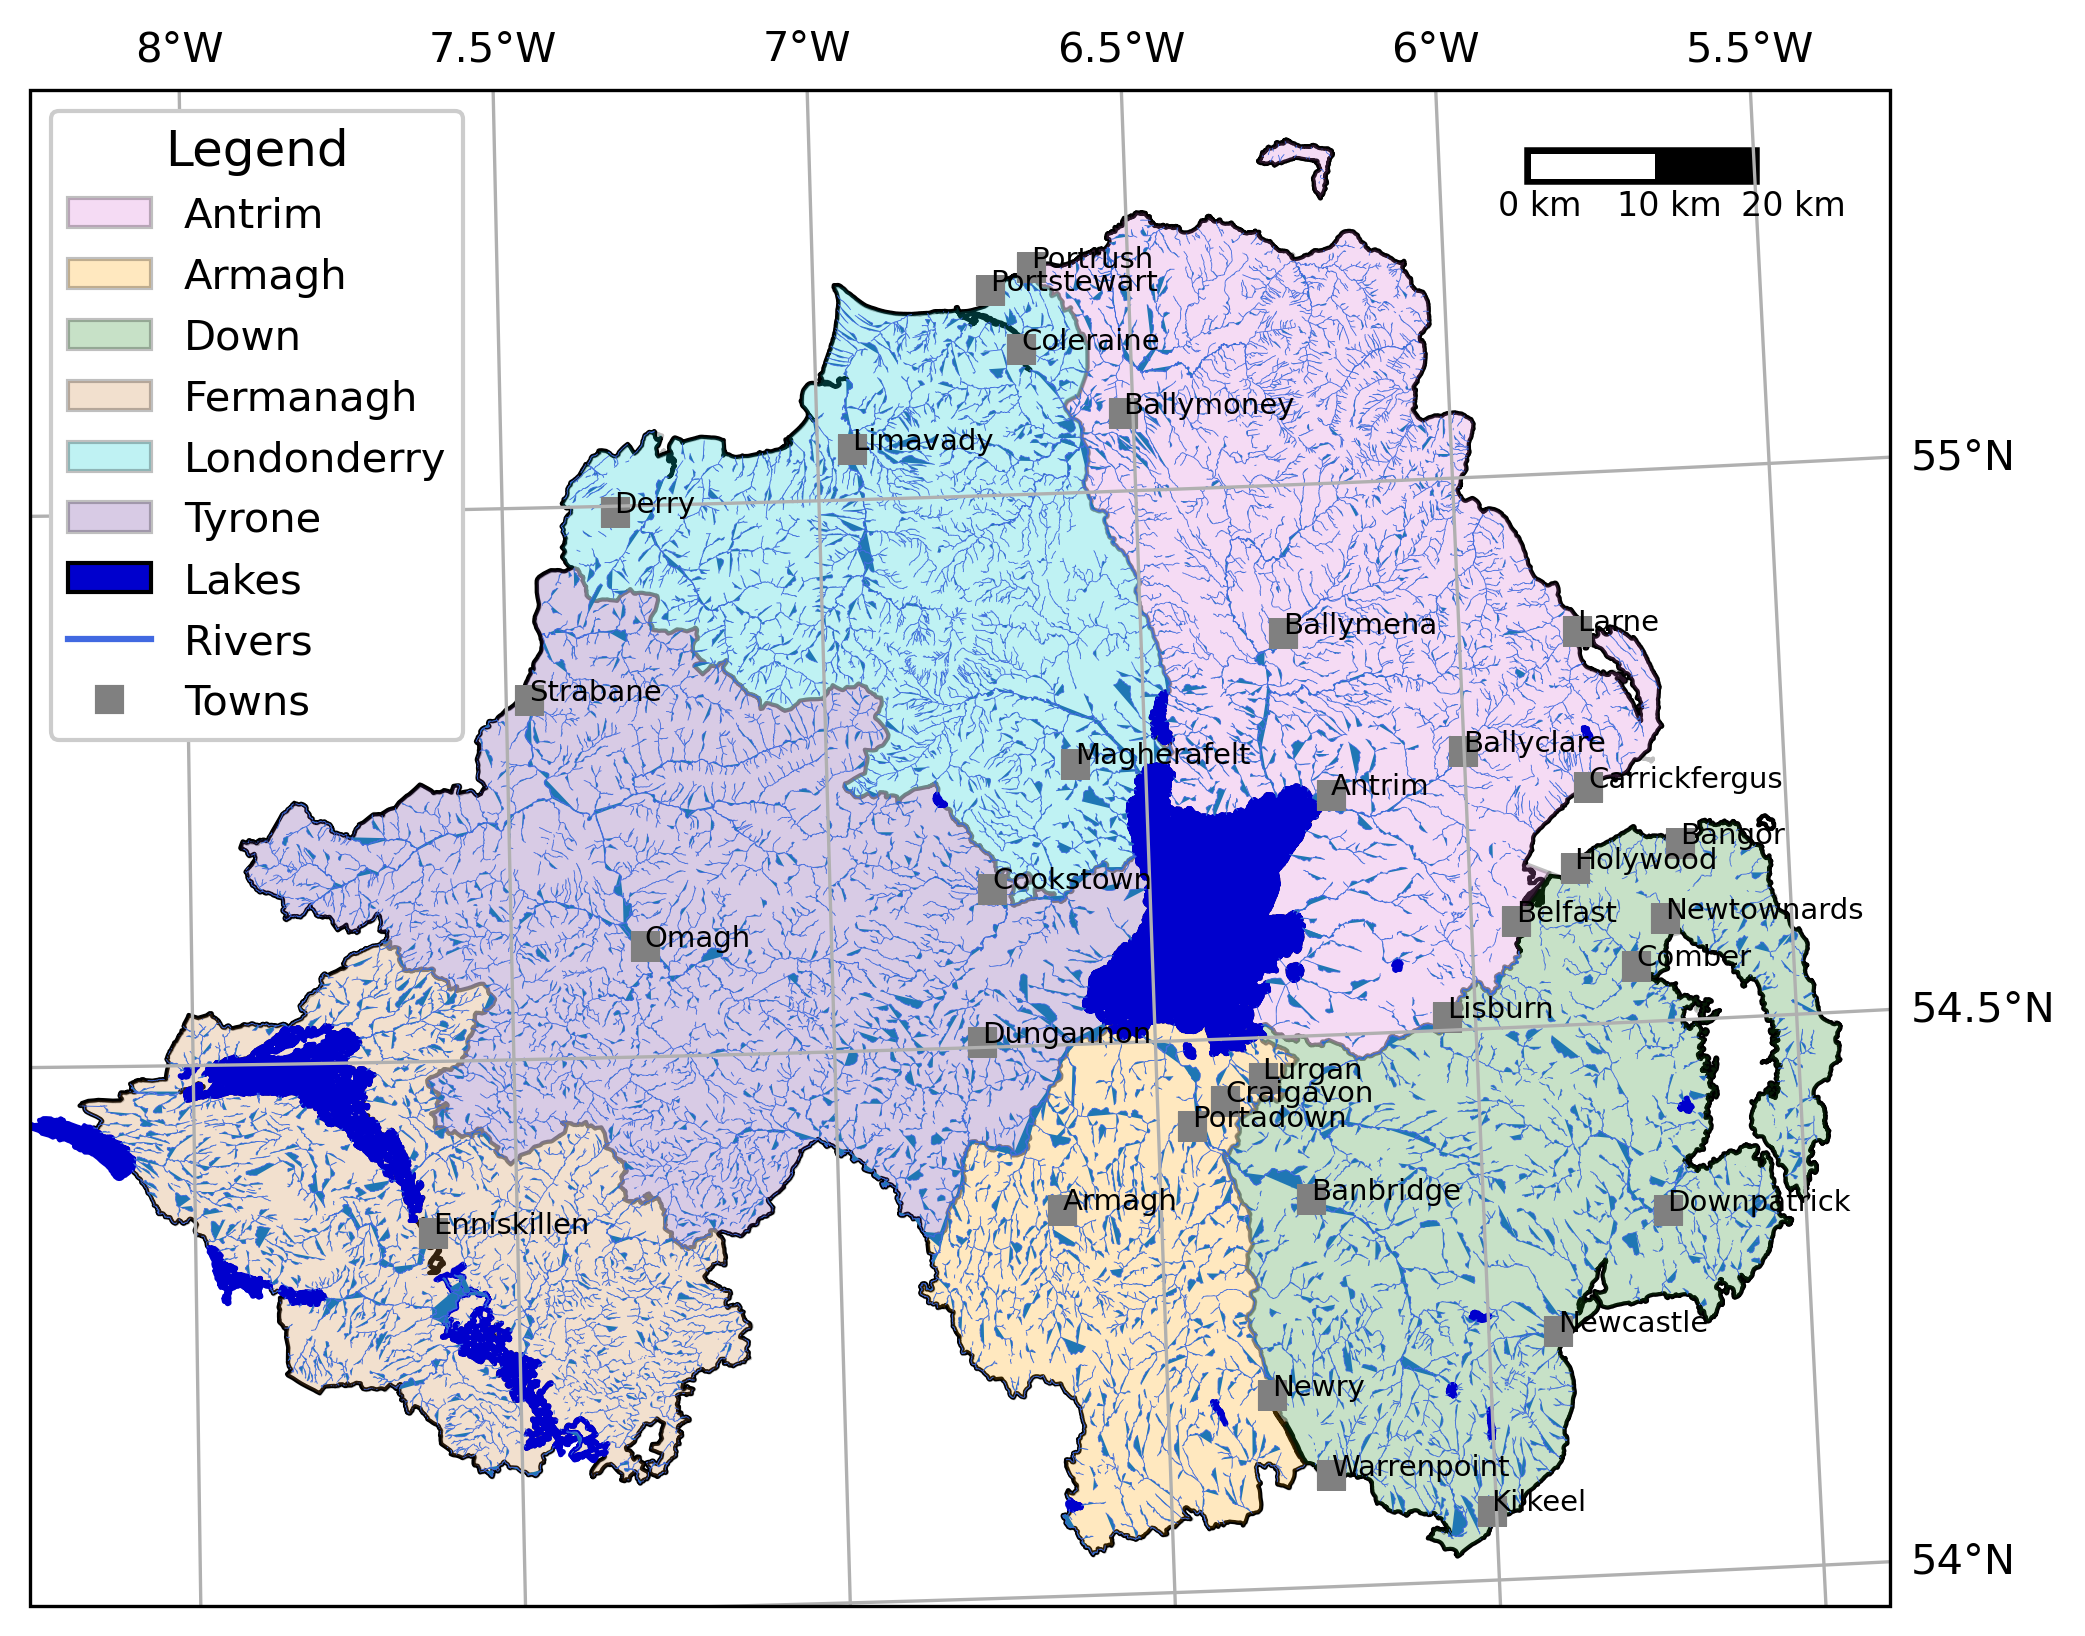 8°W 7.5°W 7°W 6.5°W 6°W 5.5°W
Legend
Antrim
Armagh
Down
Fermanagh
Londonderry
Tyrone
Lakes
Rivers
Towns
0 km 10 km 20 km
Portrush
Portstewart
Coleraine
Ballymoney
Limavady
55°N
Derry
Larne
Ballymena
Strabane
Ballyclare
Magherafelt
Carrickfergus
Antrim
Bangor
Holywood
Cookstown
Newtownards
Belfast
Omagh
Comber
54.5°N
Lisburn
Dungannon
Lurgan
Craigavon
Portadown
Banbridge
Armagh
Downpatrick
Enniskillen
Newcastle
Newry
Warrenpoint
Kilkeel
54°N